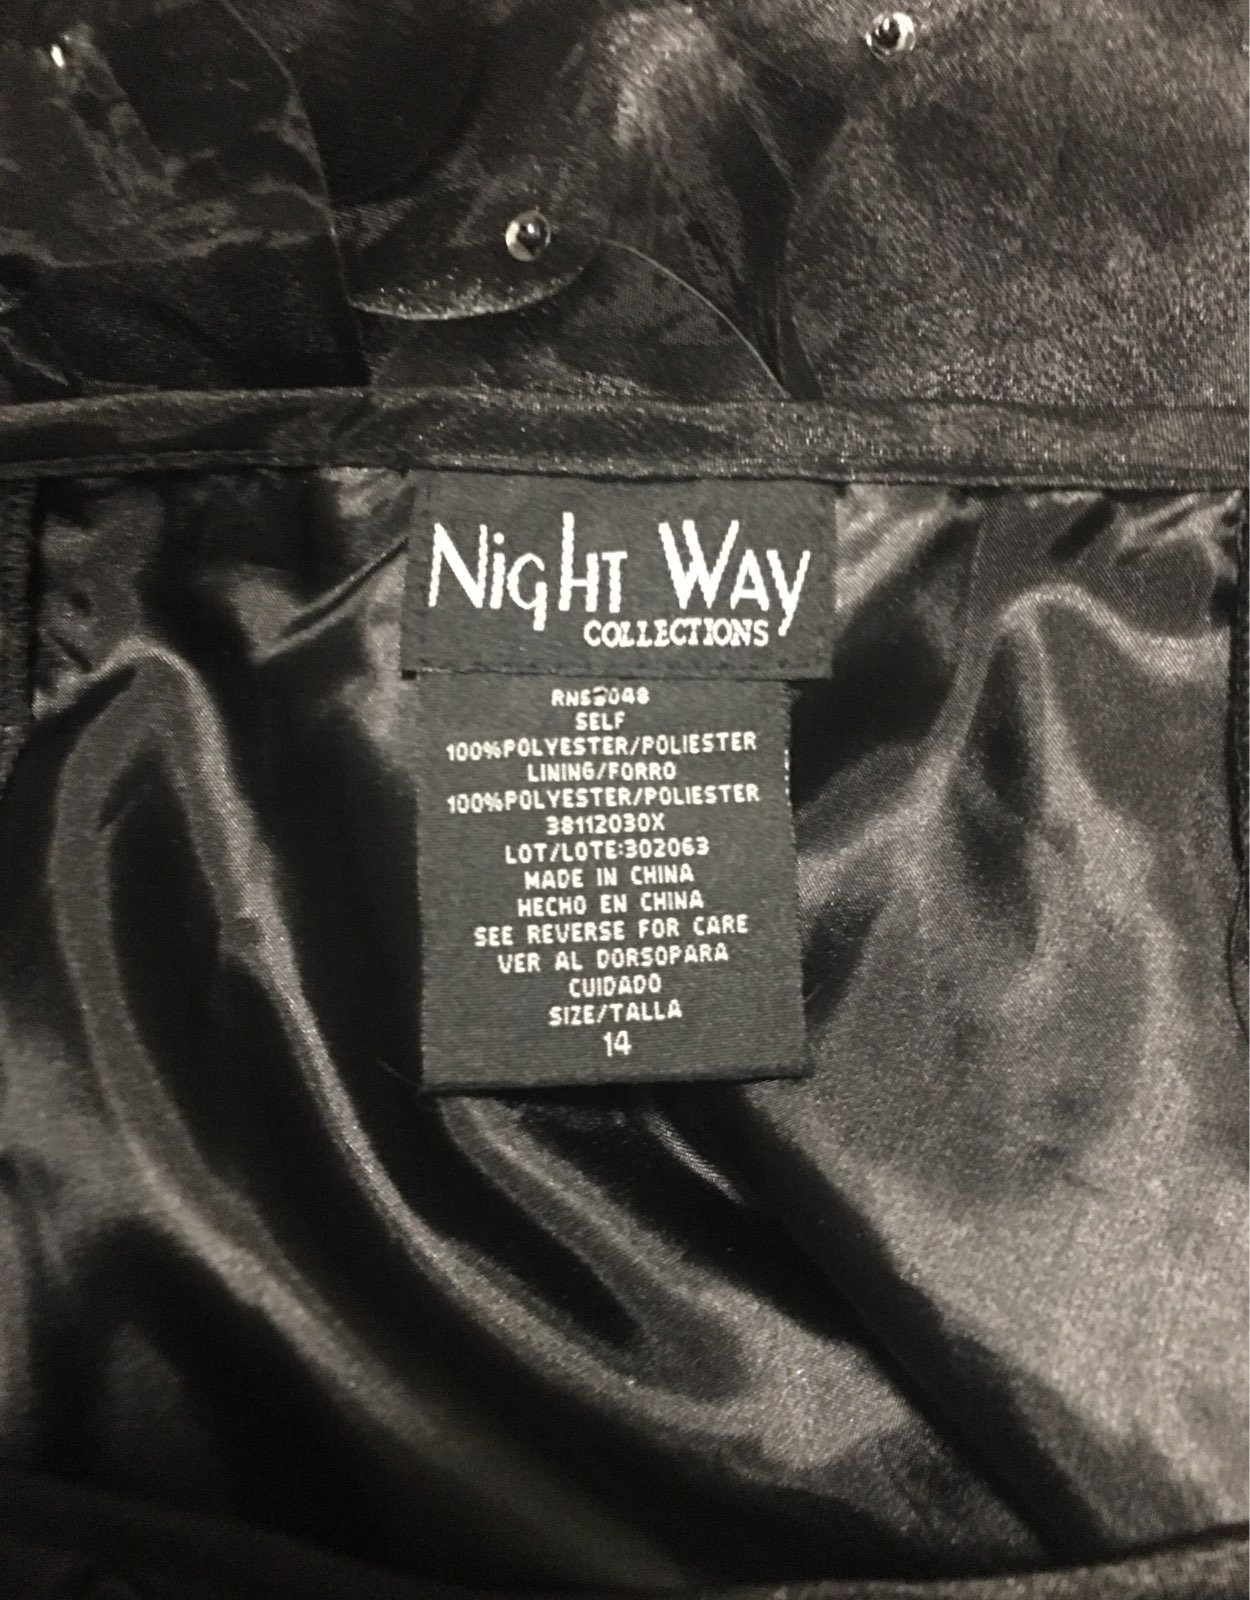 NigHT WAy
COLLECTIONS
SELF
100%POLYESTER/POLIESTER
LINING/FORRO
100%POLYESTER/POLIESTER
38112030X
LOT/LOTE:302063
MADE IN CHINA
HECHO EN CHINA
SEE REVERSE FOR CARE
VER AL DORSOPARA
CUIDADO
SIZE/TALLA
14